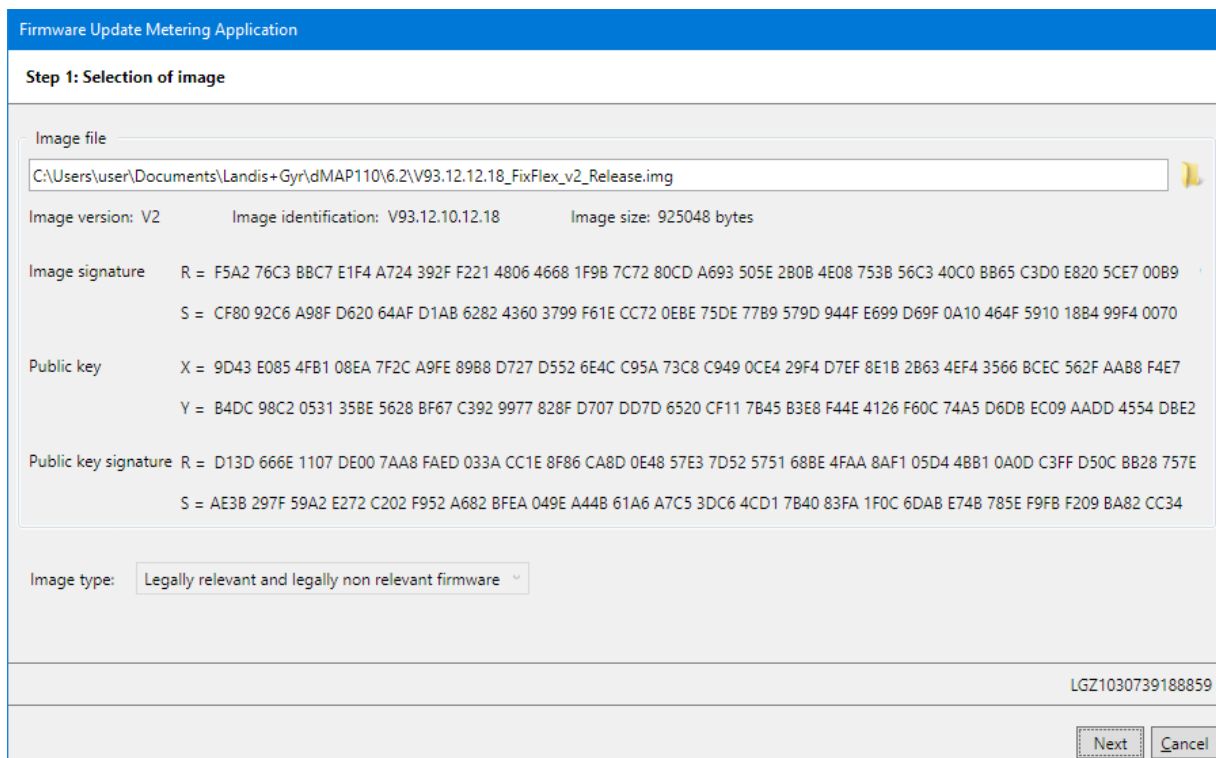 Firmware Update Metering Application
Step 1: Selection of image
Image file
C:\Users\user\Documents\Landis+Gyr\dMAP110\6.2\V93.12.12.18_FixFlex_v2_Release.img
Image version: V2 Image identification: V93.12.10.12.18 Image size: 925048 bytes
Image signature R = F5A2 76C3 BBC7 E1F4 A724 392F F221 4806 4668 1F9B 7C72 80CD A693 505E 2B0B 4E08 753B 56C3 40C0 BB65 C3D0 E820 5CE7 00B9
S = CF80 92C6 A98F D620 64AF D1AB 6282 4360 3799 F61E CC72 0EBE 75DE 77B9 579D 944F E699 D69F 0A10 464F 5910 18B4 99F4 0070
Public key X = 9D43 E085 4FB1 08EA 7F2C A9FE 89B8 D727 D552 6E4C C95A 73C8 C949 0CE4 29F4 D7EF 8E1B 2B63 4EF4 3566 BCEC 562F AAB8 F4E7
Y = B4DC 98C2 0531 35BE 5628 BF67 C392 9977 828F D707 DD7D 6520 CF11 7B45 B3E8 F44E 4126 F60C 74A5 D6DB EC09 AADD 4554 DBE2
Public key signature R = D13D 666E 1107 DE00 7AA8 FAED 033A CC1E 8F86 CA8D 0E48 57E3 7D52 5751 68BE 4FAA 8AF1 05D4 4BB1 0A0D C3FF D50C BB28 757E
S = AE3B 297F 59A2 E272 C202 F952 A682 BFEA 049E A44B 61A6 A7C5 3DC6 4CD1 7B40 83FA 1F0C 6DAB E74B 785E F9FB F209 BA82 CC34
Image type: Legally relevant and legally non relevant firmware
LGZ1030739188859
Next Cancel